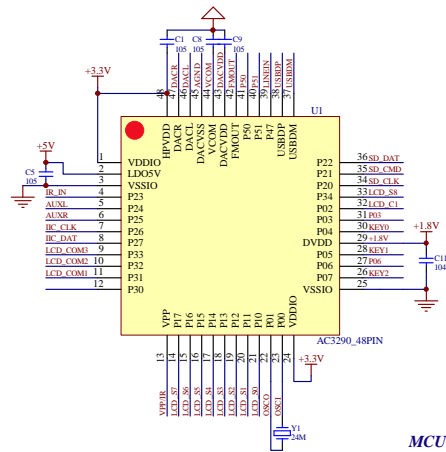 C1
105
C8
105
C9
105
+3.3V
48
47
46
45
44
43
42
41
40
39
38
37
DACR
DACL
AGND
VCOM
DACVDD
FMOUT
P50
P51
LINEIN
USBDP
USBDM
U1
HPVDD
DACR
DACL
DACVSS
VCOM
DACVDD
FMOUT
P50
P51
P47
USBDP
USBDM
+5V
C5
105
1 VDDIO
2 LDO5V
3 VSSIO
IR_IN 4 P23
AUXL 5 P24
AUXR 6 P25
IIC_CLK 7 P26
IIC_DAT 8 P27
LCD_COM3 9 P33
LCD_COM2 10 P32
LCD_COM1 11 P31
12 P30
P22 36 SD_DAT
P21 35 SD_CMD
P20 34 SD_CLK
P03 33 LCD_S8
P02 32 LCD_C1
P03 31 P03
P04 30 KEY0
DVDD 29 +1.8V
P05 28 KEY1
P06 27 P06
P07 26 KEY2
VSSIO 25
+1.8V
C11
104
VPP
P17
P16
P15
P14
P13
P12
P11
P10
P01
P00
VDDIO
AC3290_48PIN
13
14
15
16
17
18
19
20
21
22
23
24
VPP/IR
LCD_S7
LCD_S6
LCD_S5
LCD_S4
LCD_S3
LCD_S2
LCD_S1
LCD_S0
OSCO
OSCI
+3.3V
Y1
24M
MCU